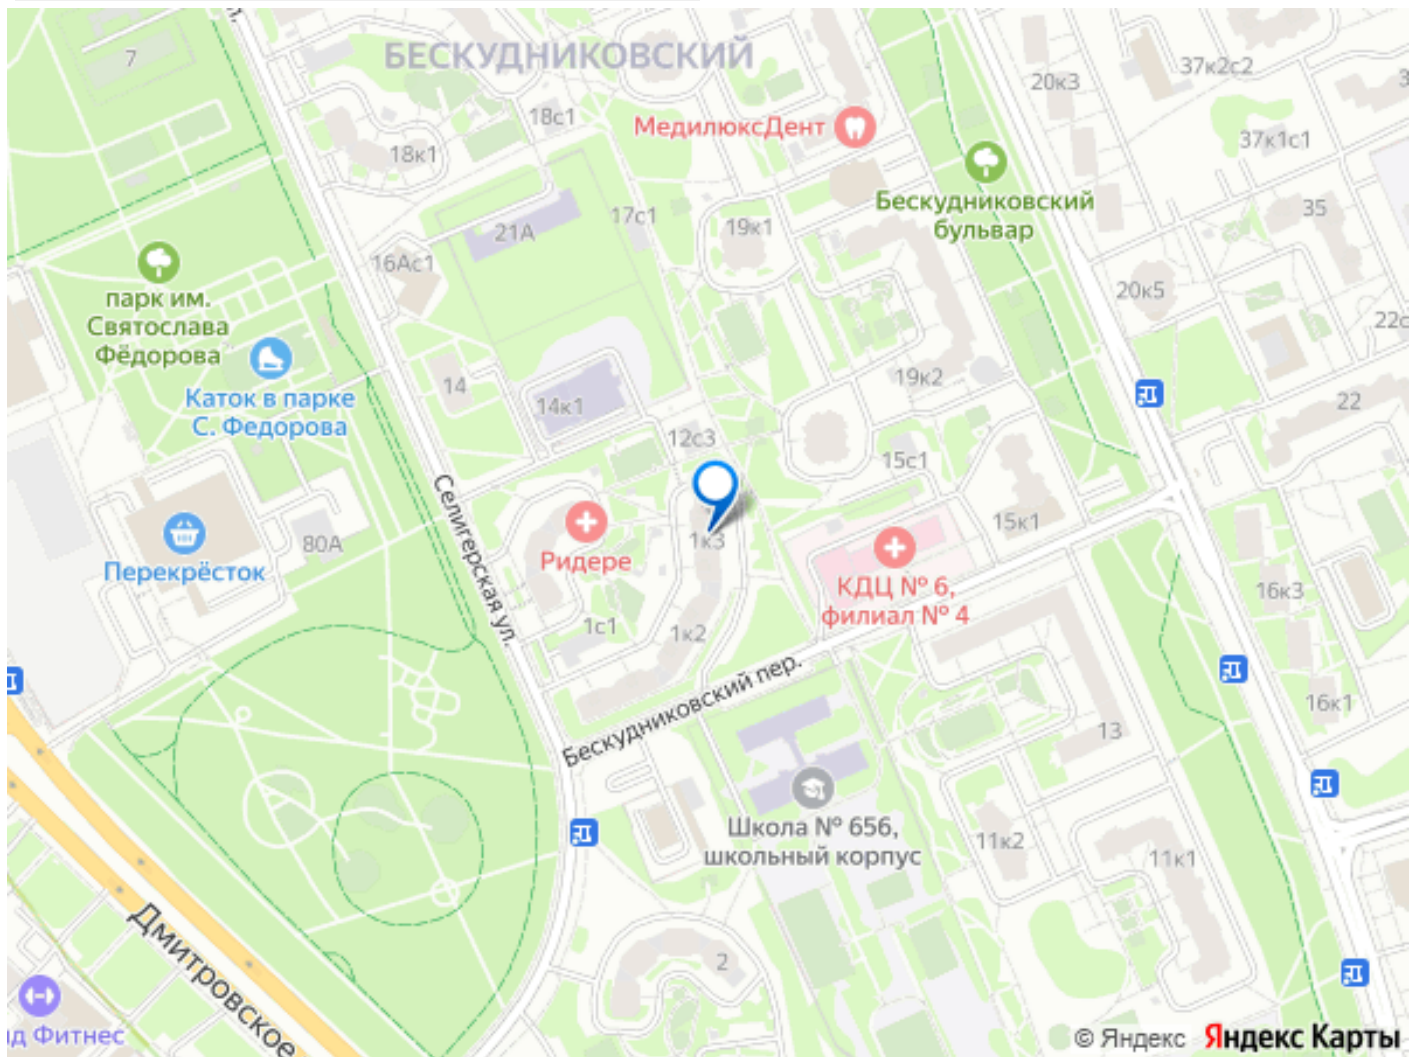 7
БЕСКУДНИКОВСКИЙ
20к3
37к2с2
18с1
МедилюксДент
37к1с1
18к1
Бескудниковский
бульвар
35
21А
17с1
19к1
16Ас1
парк им.
Святослава
Фёдорова
20к5
22с
Каток в парке
С. Федорова
14
14к1
19к2
22
12с3
15с1
Селигерская ул.
80А
Перекрёсток
Ридере
1к3
15к1
КДЦ № 6,
филиал № 4
16к3
1с1
1к2
Бескудниковский пер.
16к1
13
Школа № 656,
школьный корпус
11к2
11к1
Дмитровское
2
д Фитнес
© Яндекс Яндекс Карты